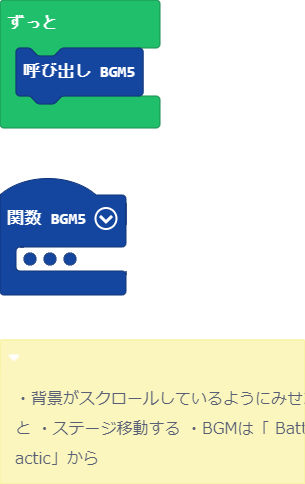 ずっと
呼び出し BGM5
関数 BGM5
・背景がスクロールしているようにみせ
と ・ステージ移動する ・BGMは「 Batt
actic」から